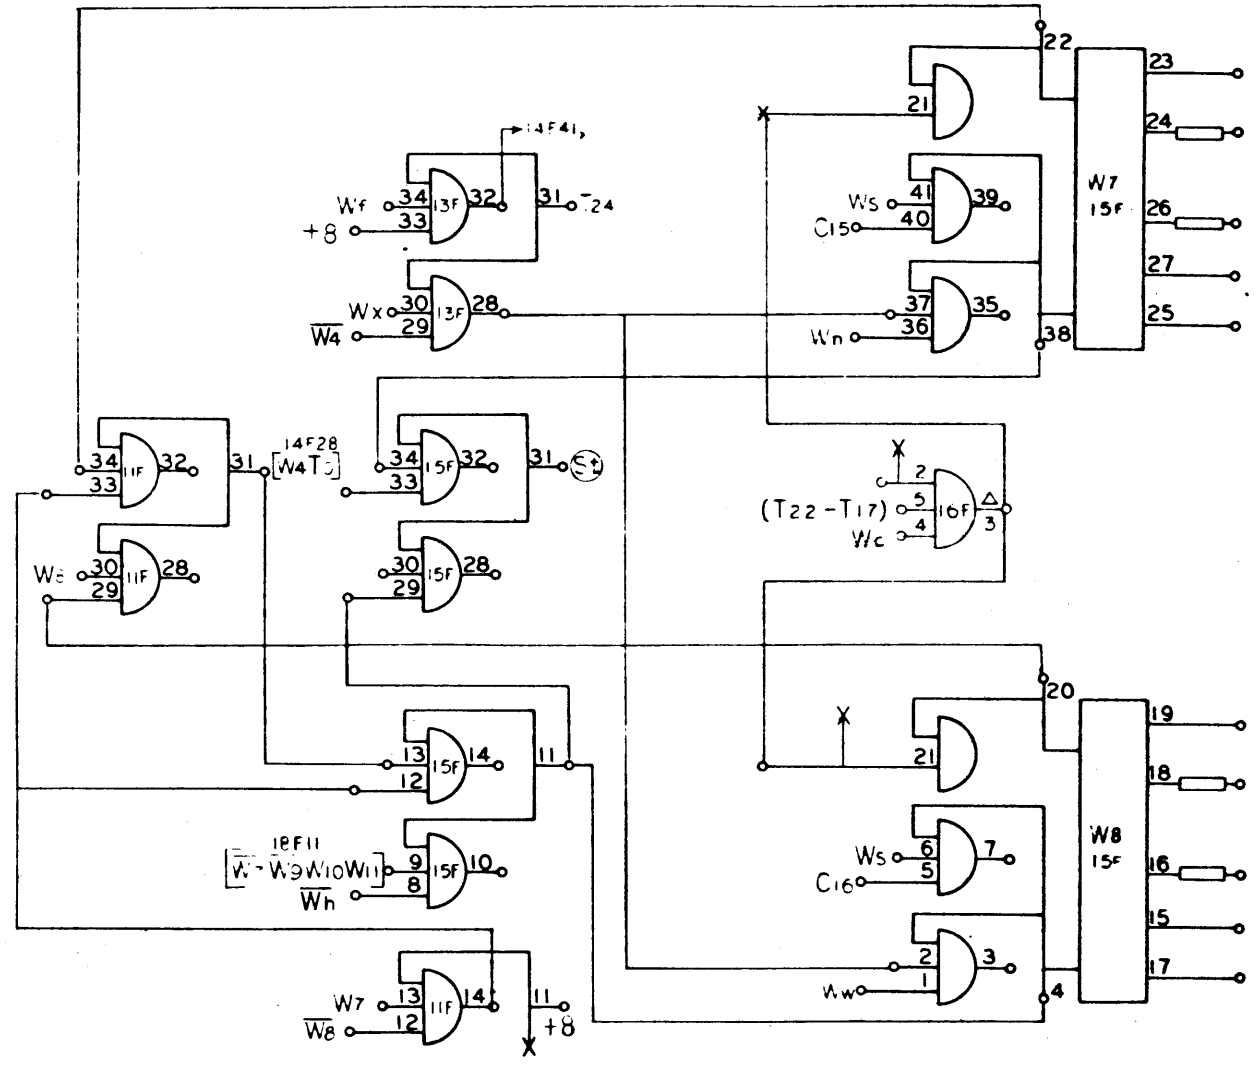 22
23
21
24
W7
15F
26
27
25
14F41,
34 13F 32 31 T24
Wf
33
+8
Wx 30 13F 28
29
W4
41 39
Ws
40
C15
37 35
36
Wn
38
14F28
34 11F 32 31
33
34 15F 32 31 St
33
2
(T22-T17) 5 16F Δ
4 3
Wc
30 11F 28
29
30 15F 28
29
20
19
21
18
W8
15F
16
15
17
13 15F 14 11
12
18F11
9 15F 10
8
Wh
6 7
Ws
5
C16
2 3
1
Ww
4
W7 13 11F 14 11
12
W8
+8